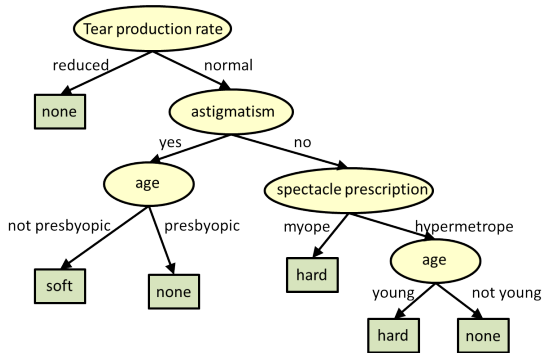 Tear production rate
reduced
normal
none
astigmatism
yes
no
age
spectacle prescription
not presbyopic
presbyopic
myope
hypermetrope
soft
none
hard
age
young
not young
hard
none